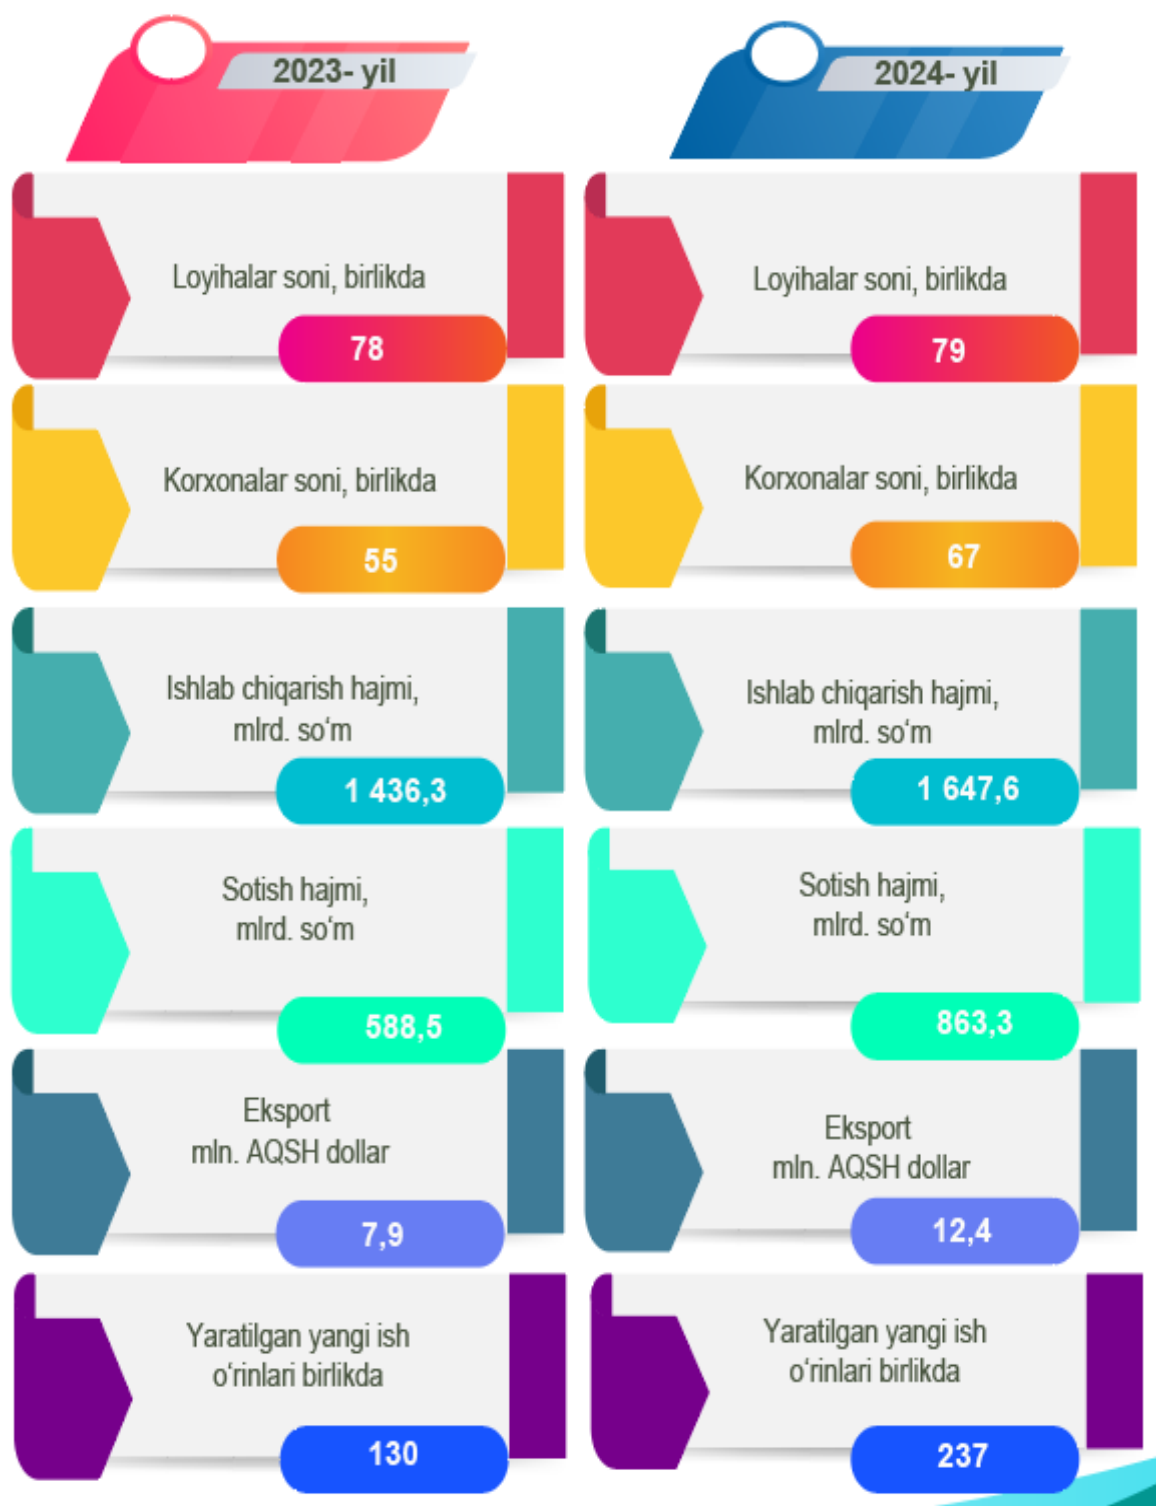 2023- yil
Loyihalar soni, birlikda
78
Korxonalar soni, birlikda
55
Ishlab chiqarish hajmi,
mlrd. so‘m
1 436,3
Sotish hajmi,
mlrd. so‘m
588,5
Eksport
mln. AQSH dollar
7,9
Yaratilgan yangi ish
o‘rinlari birlikda
130
2024- yil
Loyihalar soni, birlikda
79
Korxonalar soni, birlikda
67
Ishlab chiqarish hajmi,
mlrd. so‘m
1 647,6
Sotish hajmi,
mlrd. so‘m
863,3
Eksport
mln. AQSH dollar
12,4
Yaratilgan yangi ish
o‘rinlari birlikda
237